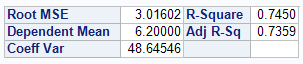 Root MSE 3.01602 R-Square 0.7450
Dependent Mean 6.20000 Adj R-Sq 0.7359
Coeff Var 48.64546